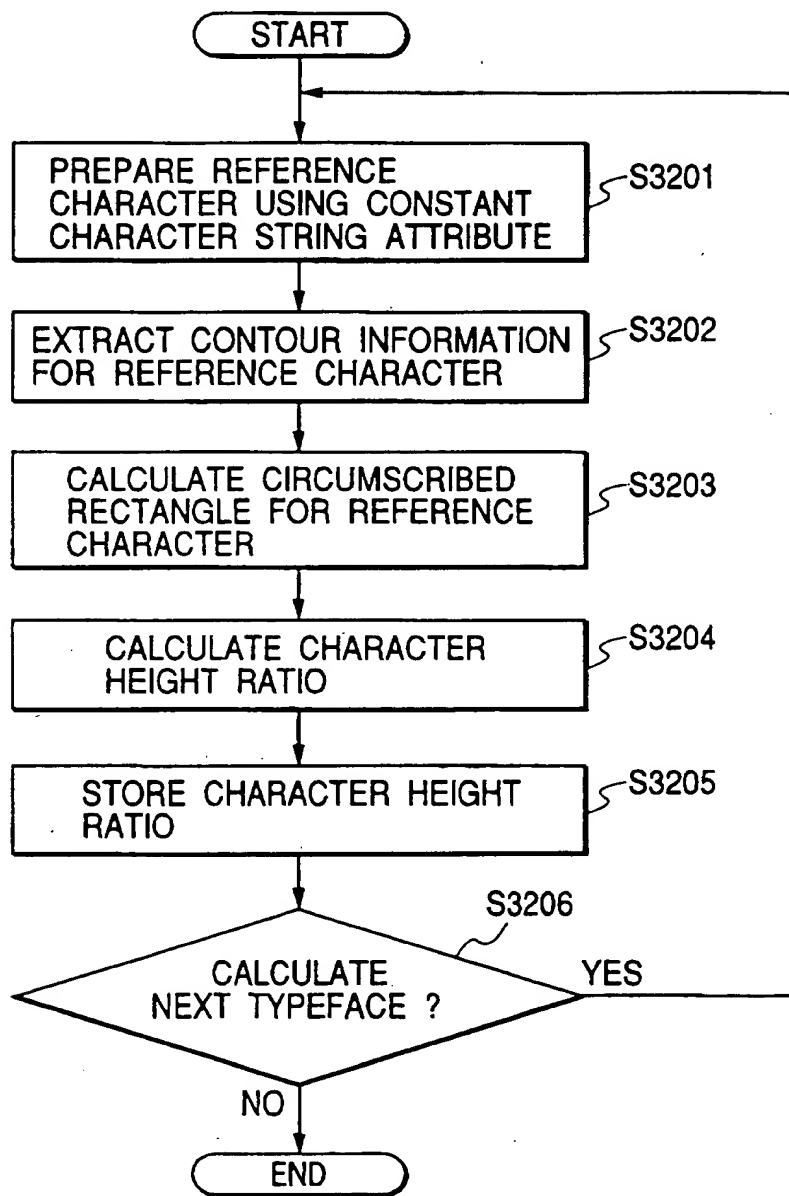 START
PREPARE REFERENCE
CHARACTER USING CONSTANT
CHARACTER STRING ATTRIBUTE
S3201
EXTRACT CONTOUR INFORMATION
FOR REFERENCE CHARACTER
S3202
CALCULATE CIRCUMSCRIBED
RECTANGLE FOR REFERENCE
CHARACTER
S3203
CALCULATE CHARACTER
HEIGHT RATIO
S3204
STORE CHARACTER HEIGHT
RATIO
S3205
S3206
CALCULATE
NEXT TYPEFACE ?
YES
NO
END